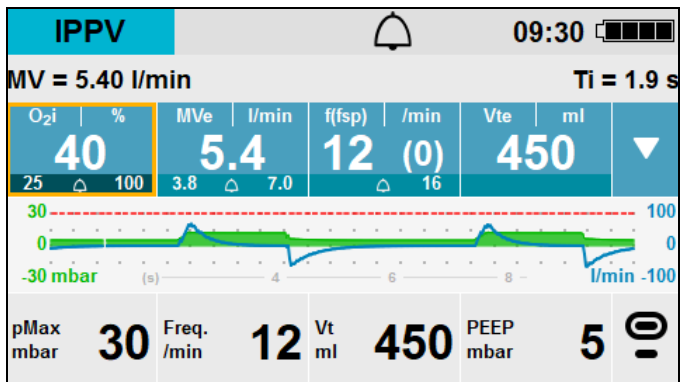 IPPV 09:30
MV = 5.40 l/min Ti = 1.9 s
O₂i % MVe l/min f(fsp) /min Vte ml
40 5.4 12 (0) 450
25 100 3.8 7.0 16
30 100
0 0
-30 mbar (s) 4 6 8 l/min -100
pMax mbar 30 Freq. /min 12 Vt ml 450 PEEP mbar 5